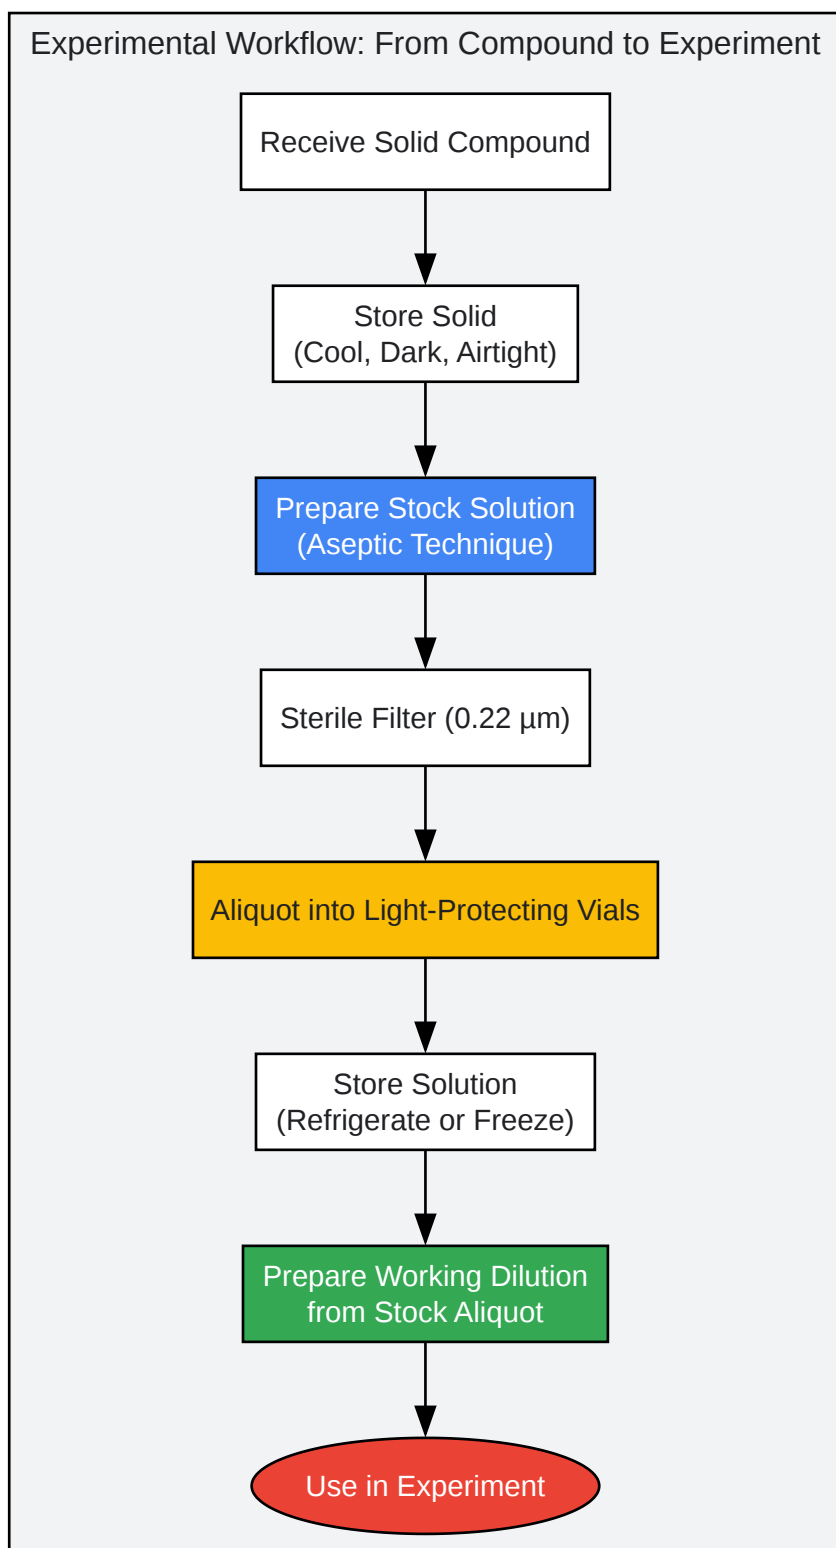 Experimental Workflow: From Compound to Experiment
Receive Solid Compound
Store Solid
(Cool, Dark, Airtight)
Prepare Stock Solution
(Aseptic Technique)
Sterile Filter (0.22 µm)
Aliquot into Light-Protecting Vials
Store Solution
(Refrigerate or Freeze)
Prepare Working Dilution
from Stock Aliquot
Use in Experiment